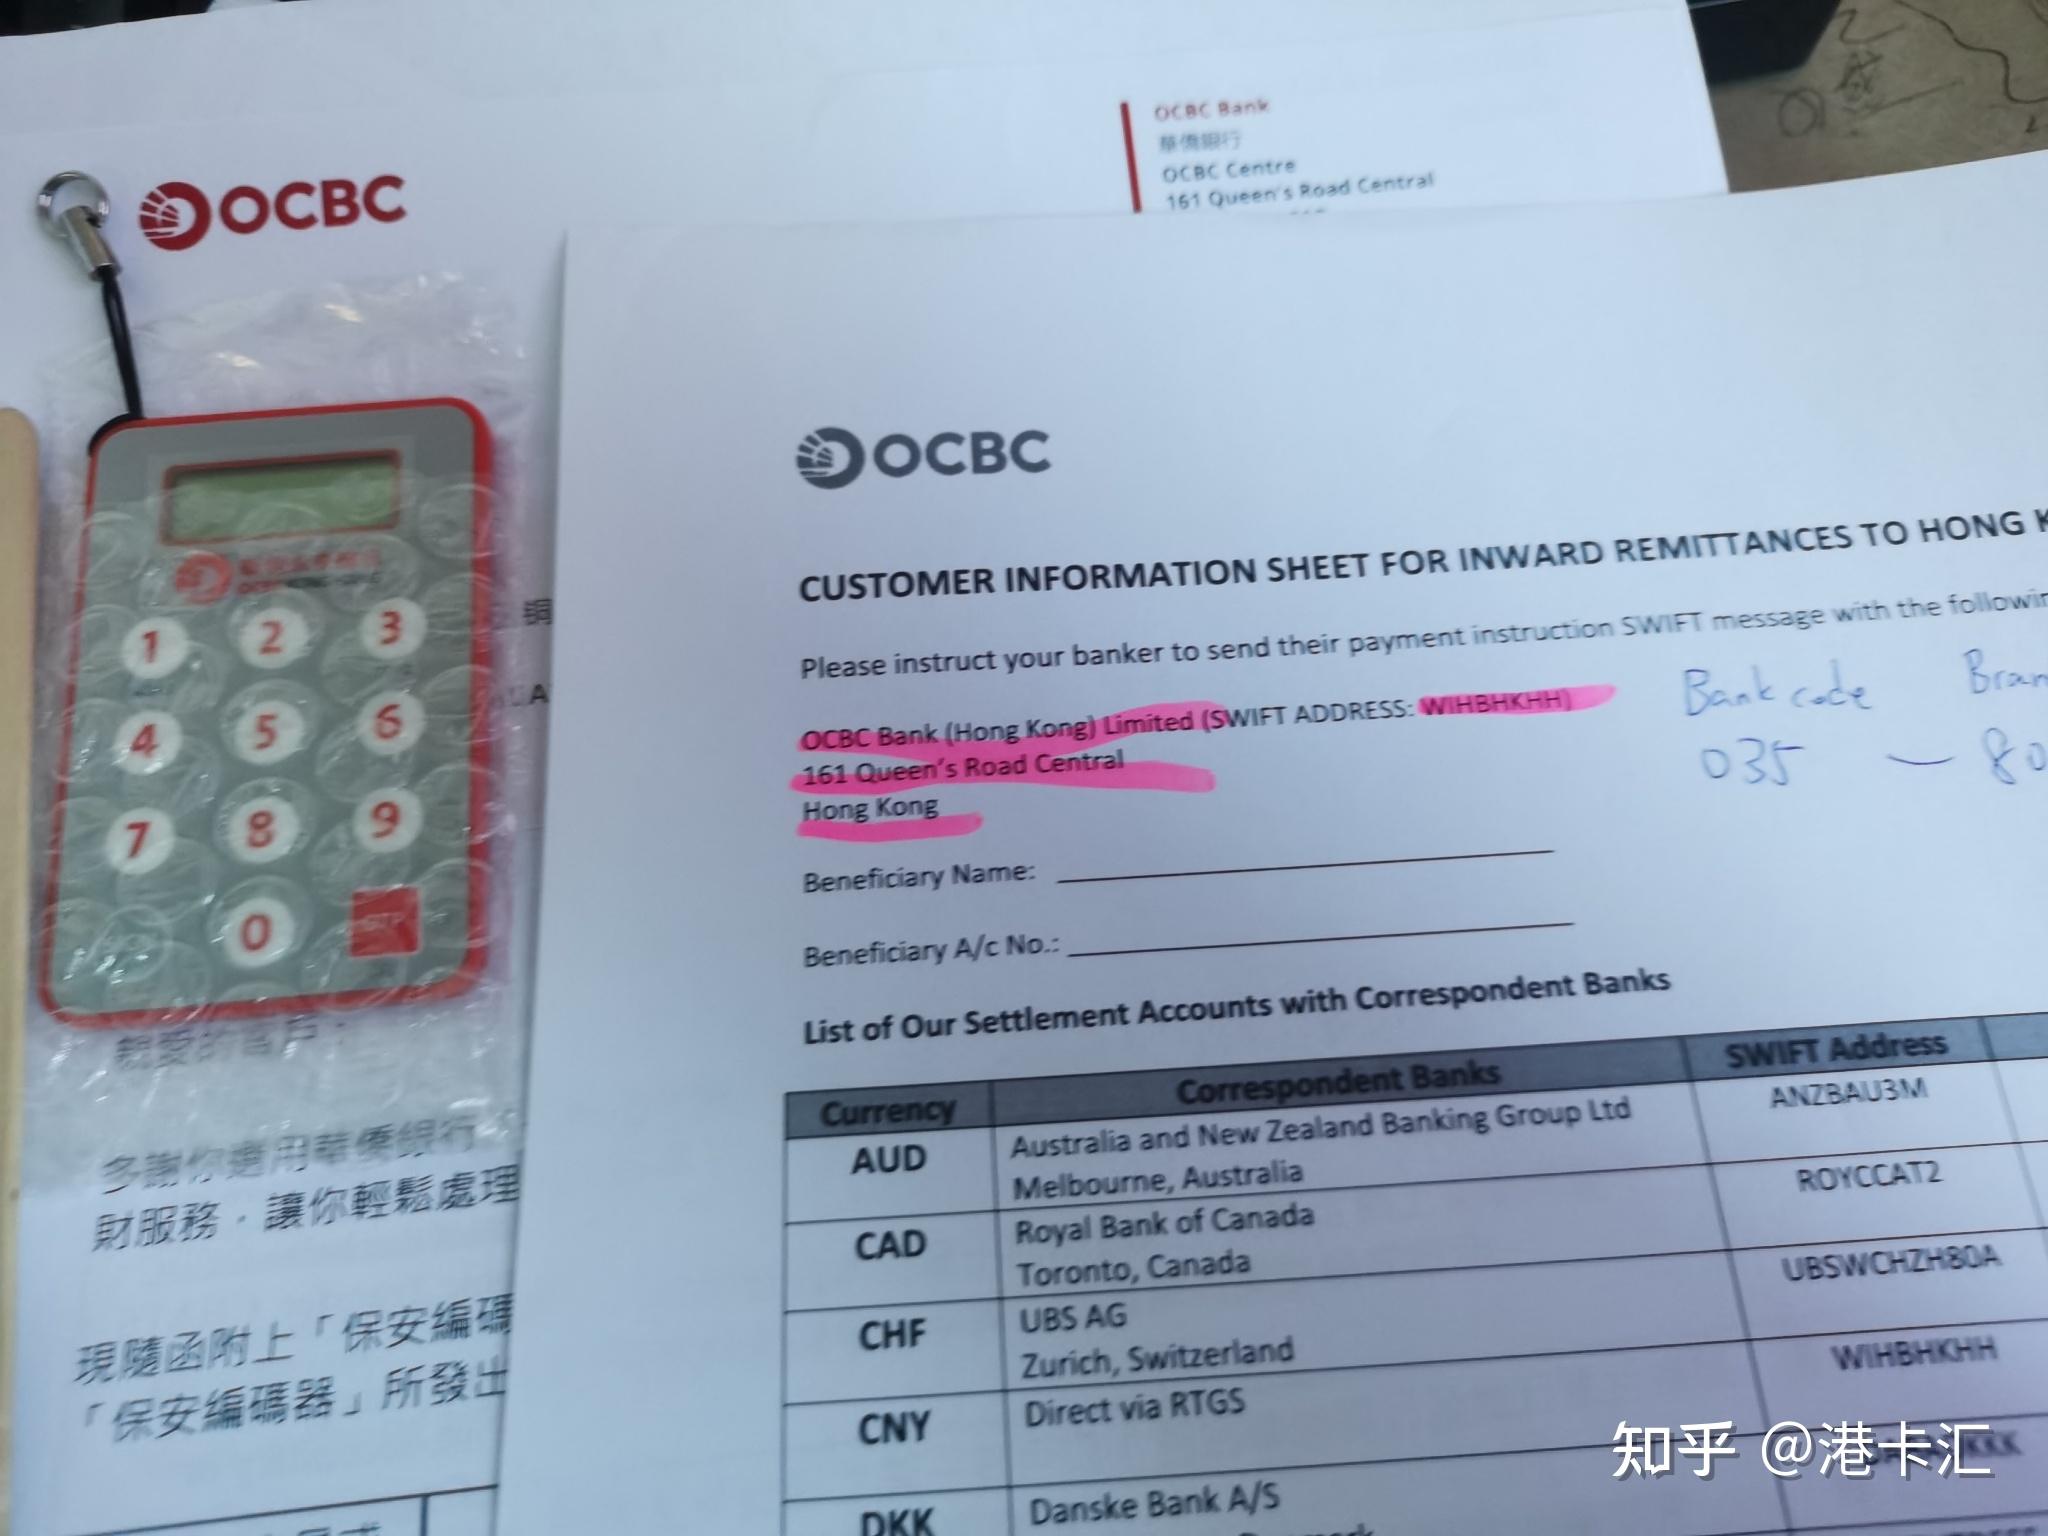 OCBC Bank
華僑銀行
OCBC Centre
161 Queen's Road Central
OCBC
1 2 3
4 5 6
7 8 9
0
多謝你選用華僑銀行
財服務，讓你輕鬆處理
現隨函附上「保安編碼
「保安編碼器」所發出
OCBC
CUSTOMER INFORMATION SHEET FOR INWARD REMITTANCES TO HONG K
Please instruct your banker to send their payment instruction SWIFT message with the followin
OCBC Bank (Hong Kong) Limited (SWIFT ADDRESS: WIHBHKHH)
161 Queen's Road Central
Hong Kong
Bank code Bran
035 — 80
Beneficiary Name:
Beneficiary A/c No.:
List of Our Settlement Accounts with Correspondent Banks
Currency Correspondent Banks SWIFT Address
AUD Australia and New Zealand Banking Group Ltd ANZBAU3M
Melbourne, Australia
CAD Royal Bank of Canada ROYCCAT2
Toronto, Canada
CHF UBS AG UBSWCHZH80A
Zurich, Switzerland
CNY Direct via RTGS WIHBHKHH
DKK Danske Bank A/S
知乎 @港卡汇